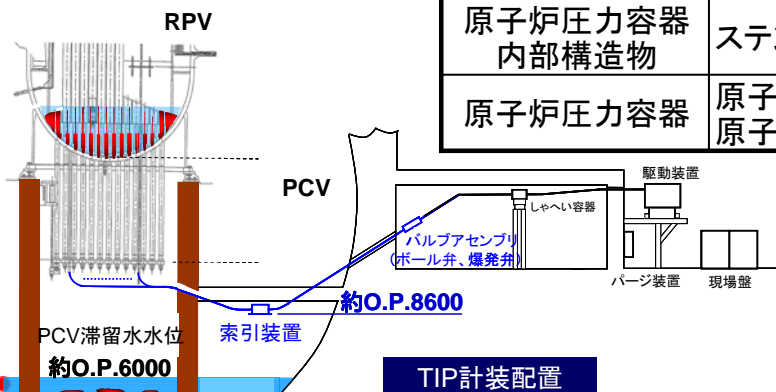 RPV
原子炉圧力容器
内部構造物
ステン
原子炉圧力容器
原子
原子炉
PCV
駆動装置
しゃへい容器
バルブアセンブリ
(ボール弁、爆発弁)
パージ装置
現場盤
約O.P.8600
索引装置
PCV滞留水水位
約O.P.6000
TIP計装配置